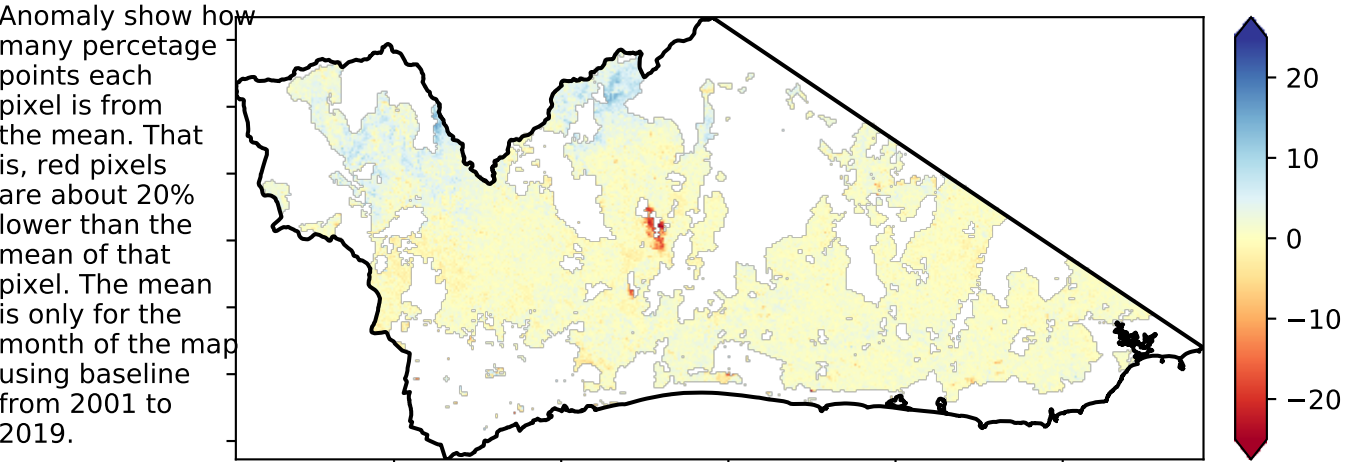 Anomaly show how
many percetage
points each
pixel is from
the mean. That
is, red pixels
are about 20%
lower than the
mean of that
pixel. The mean
is only for the
month of the map
using baseline
from 2001 to
2019.
20
10
0
−10
−20